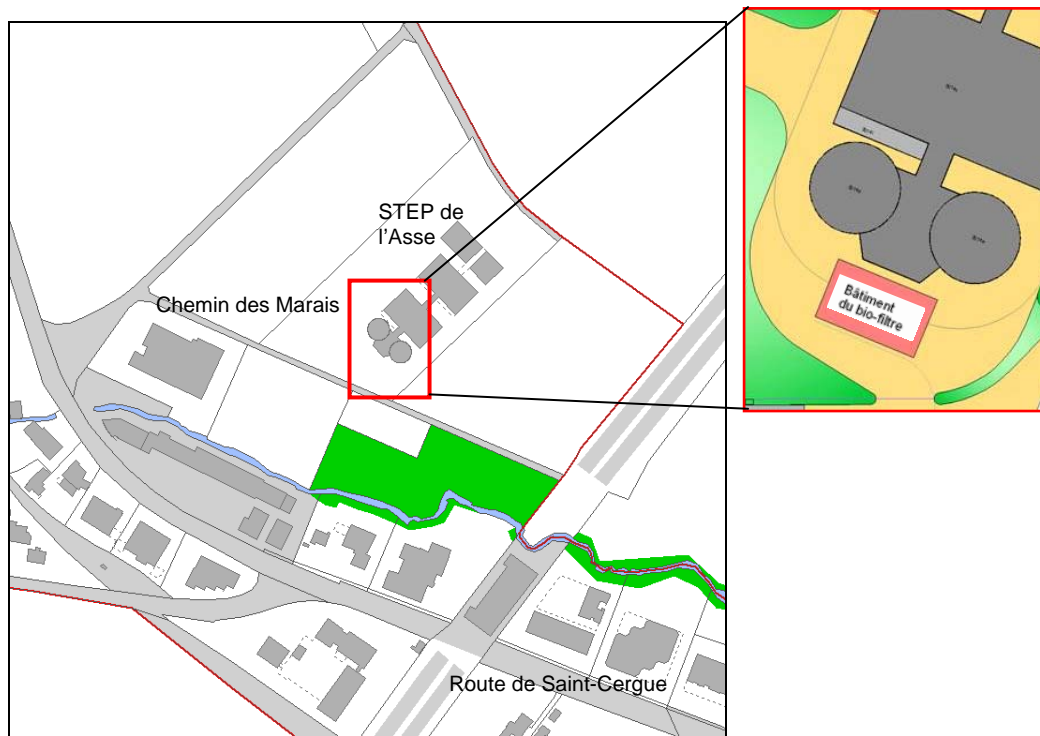 STEP de
l'Asse
Chemin des Marais
Route de Saint-Cergue
Bâtiment
du bio-filtre